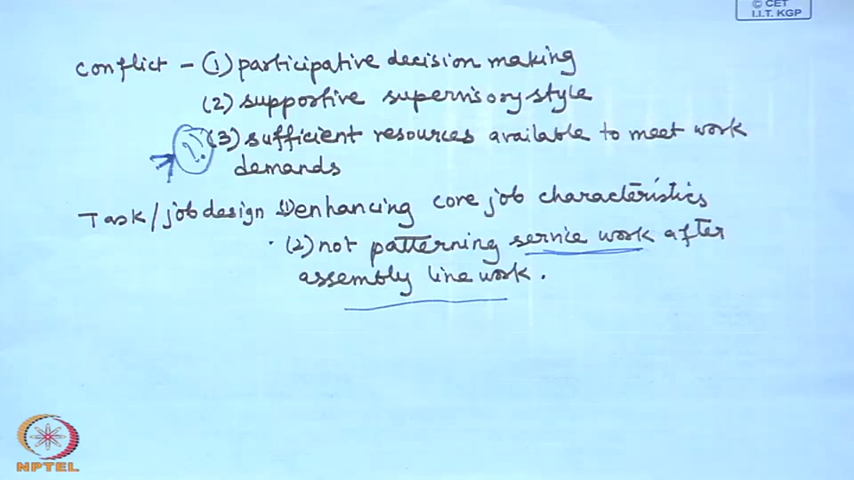 © CET
I.I.T. KGP
Conflict - (1) participative decision making
(2) supportive supervisory style
!! (3) sufficient resources available to meet work
demands
Task/job design (1) enhancing core job characteristics
(2) not patterning service work after
assembly line work.
NPTEL